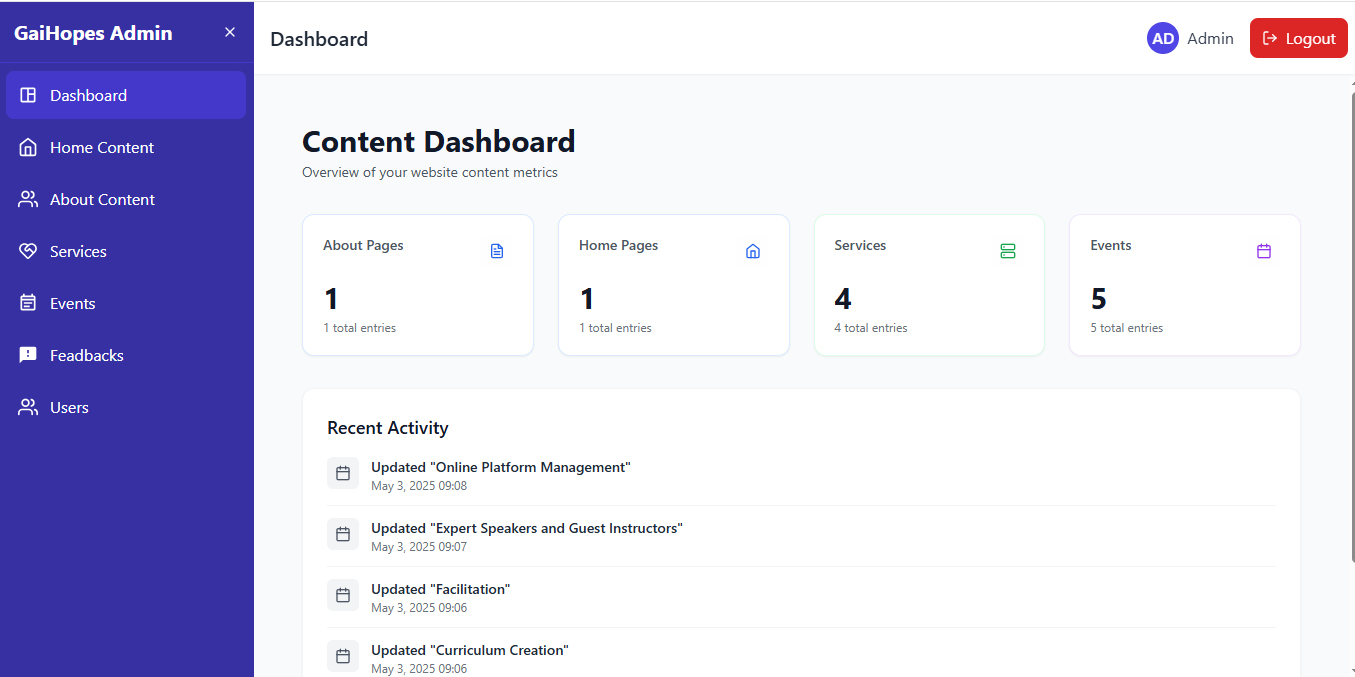 GaiHopes Admin
Dashboard
Home Content
About Content
Services
Events
Feadbacks
Users
Dashboard
AD Admin
Logout
Content Dashboard
Overview of your website content metrics
About Pages
1
1 total entries
Home Pages
1
1 total entries
Services
4
4 total entries
Events
5
5 total entries
Recent Activity
Updated "Online Platform Management"
May 3, 2025 09:08
Updated "Expert Speakers and Guest Instructors"
May 3, 2025 09:07
Updated "Facilitation"
May 3, 2025 09:06
Updated "Curriculum Creation"
May 3, 2025 09:06